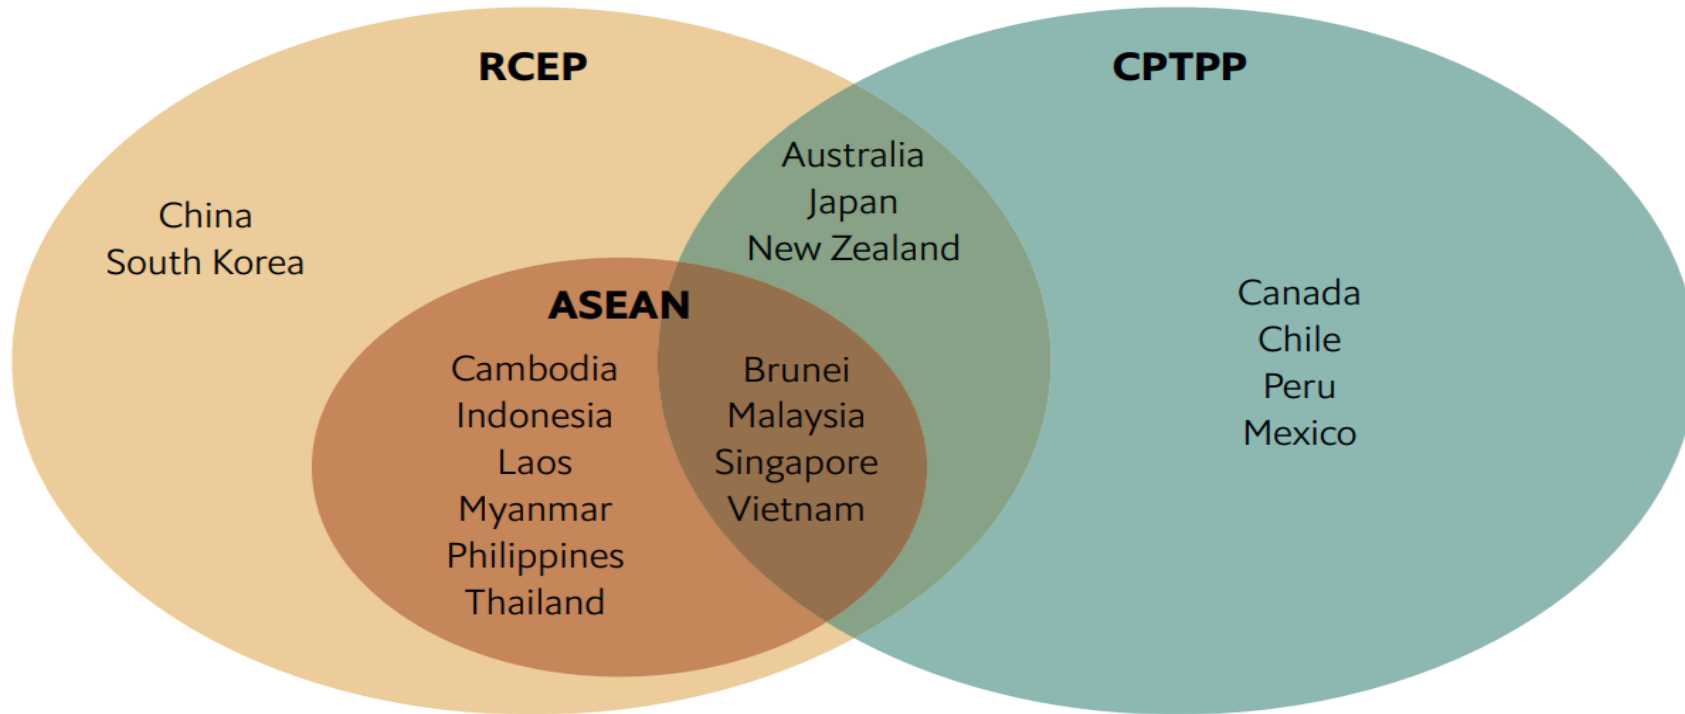 RCEP
CPTPP
China
South Korea
Australia
Japan
New Zealand
ASEAN
Cambodia
Indonesia
Laos
Myanmar
Philippines
Thailand
Brunei
Malaysia
Singapore
Vietnam
Canada
Chile
Peru
Mexico